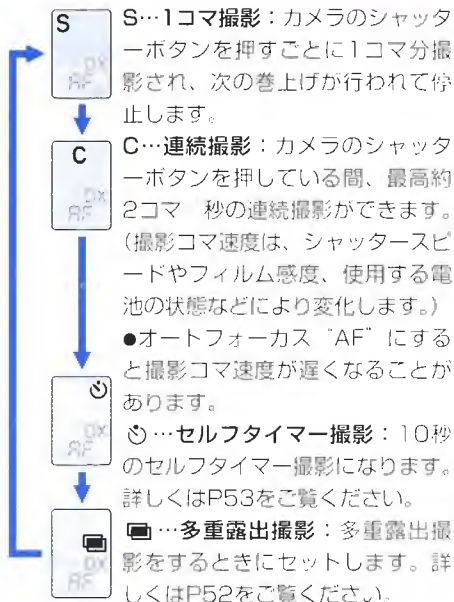 S
DX
AF
C
DX
AF
DX
AF
DX
AF
S…1コマ撮影：カメラのシャッタ
ーボタンを押すごとに1コマ分撮
影され、次の巻上げが行われて停
止します。
C…連続撮影：カメラのシャッタ
ーボタンを押している間、最高約
2コマ 秒の連続撮影ができます。
(撮影コマ速度は、シャッタースピ
ードやフィルム感度、使用する電
池の状態などにより変化します。)
●オートフォーカス "AF" にする
と撮影コマ速度が遅くなることが
あります。
…セルフタイマー撮影：10秒
のセルフタイマー撮影になります。
詳しくはP53をご覧ください。
…多重露出撮影：多重露出撮
影をするときにセットします。詳
しくはP52をご覧ください。